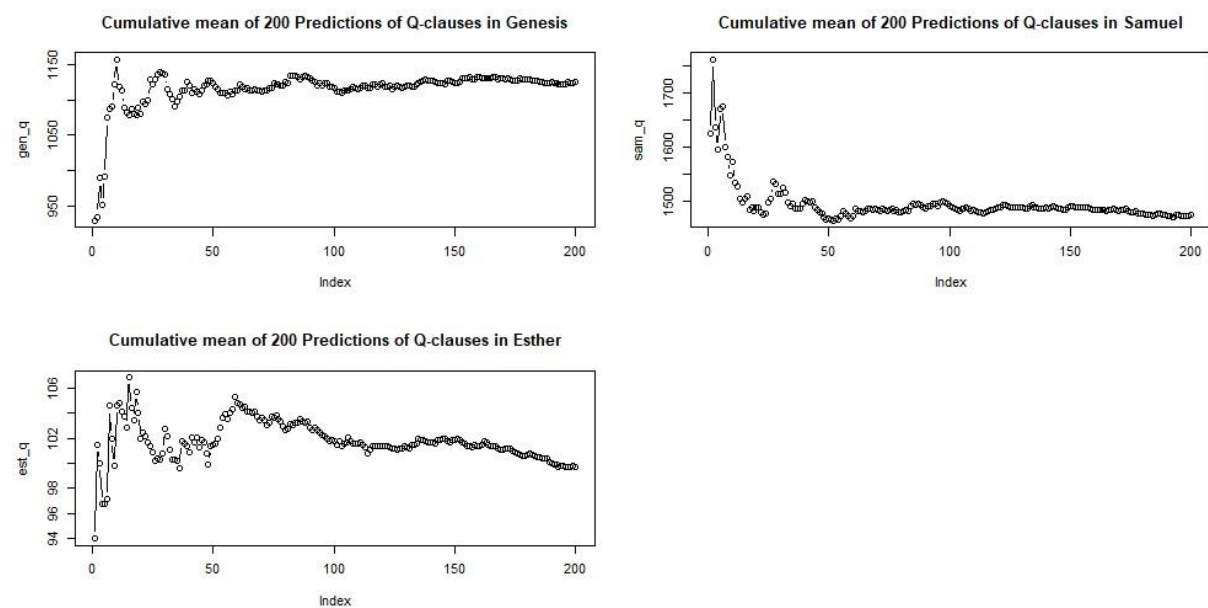 Cumulative mean of 200 Predictions of Q-clauses in Genesis
gen_q
950
1050
1150
0
50
100
150
200
Index
Cumulative mean of 200 Predictions of Q-clauses in Samuel
sam_q
1500
1600
1700
0
50
100
150
200
Index
Cumulative mean of 200 Predictions of Q-clauses in Esther
est_q
94
96
98
102
106
0
50
100
150
200
Index